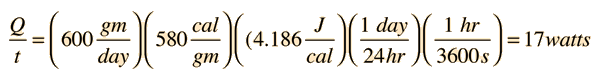 Q/t = (600 gm/day)(580 cal/gm)((4.186 J/cal)(1 day/24hr)(1 hr/3600s) = 17watts